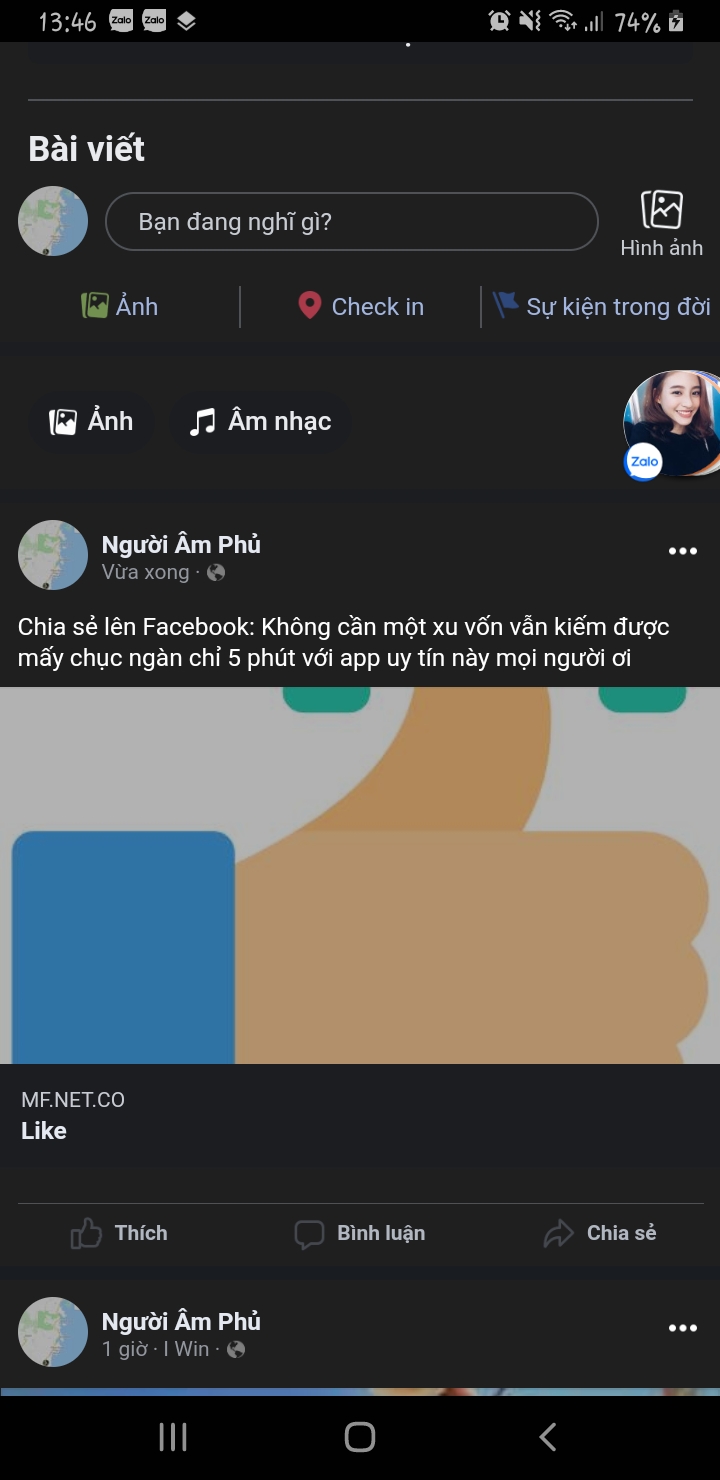 13:46 Zalo Zalo 74%
Bài viết
Bạn đang nghĩ gì?
Hình ảnh
Ảnh Check in Sự kiện trong đời
Ảnh Âm nhạc
Zalo
Người Âm Phủ
Vừa xong ·
Chia sẻ lên Facebook: Không cần một xu vốn vẫn kiếm được
mấy chục ngàn chỉ 5 phút với app uy tín này mọi người ơi
MF.NET.CO
Like
Thích Bình luận Chia sẻ
Người Âm Phủ
1 giờ · I Win ·